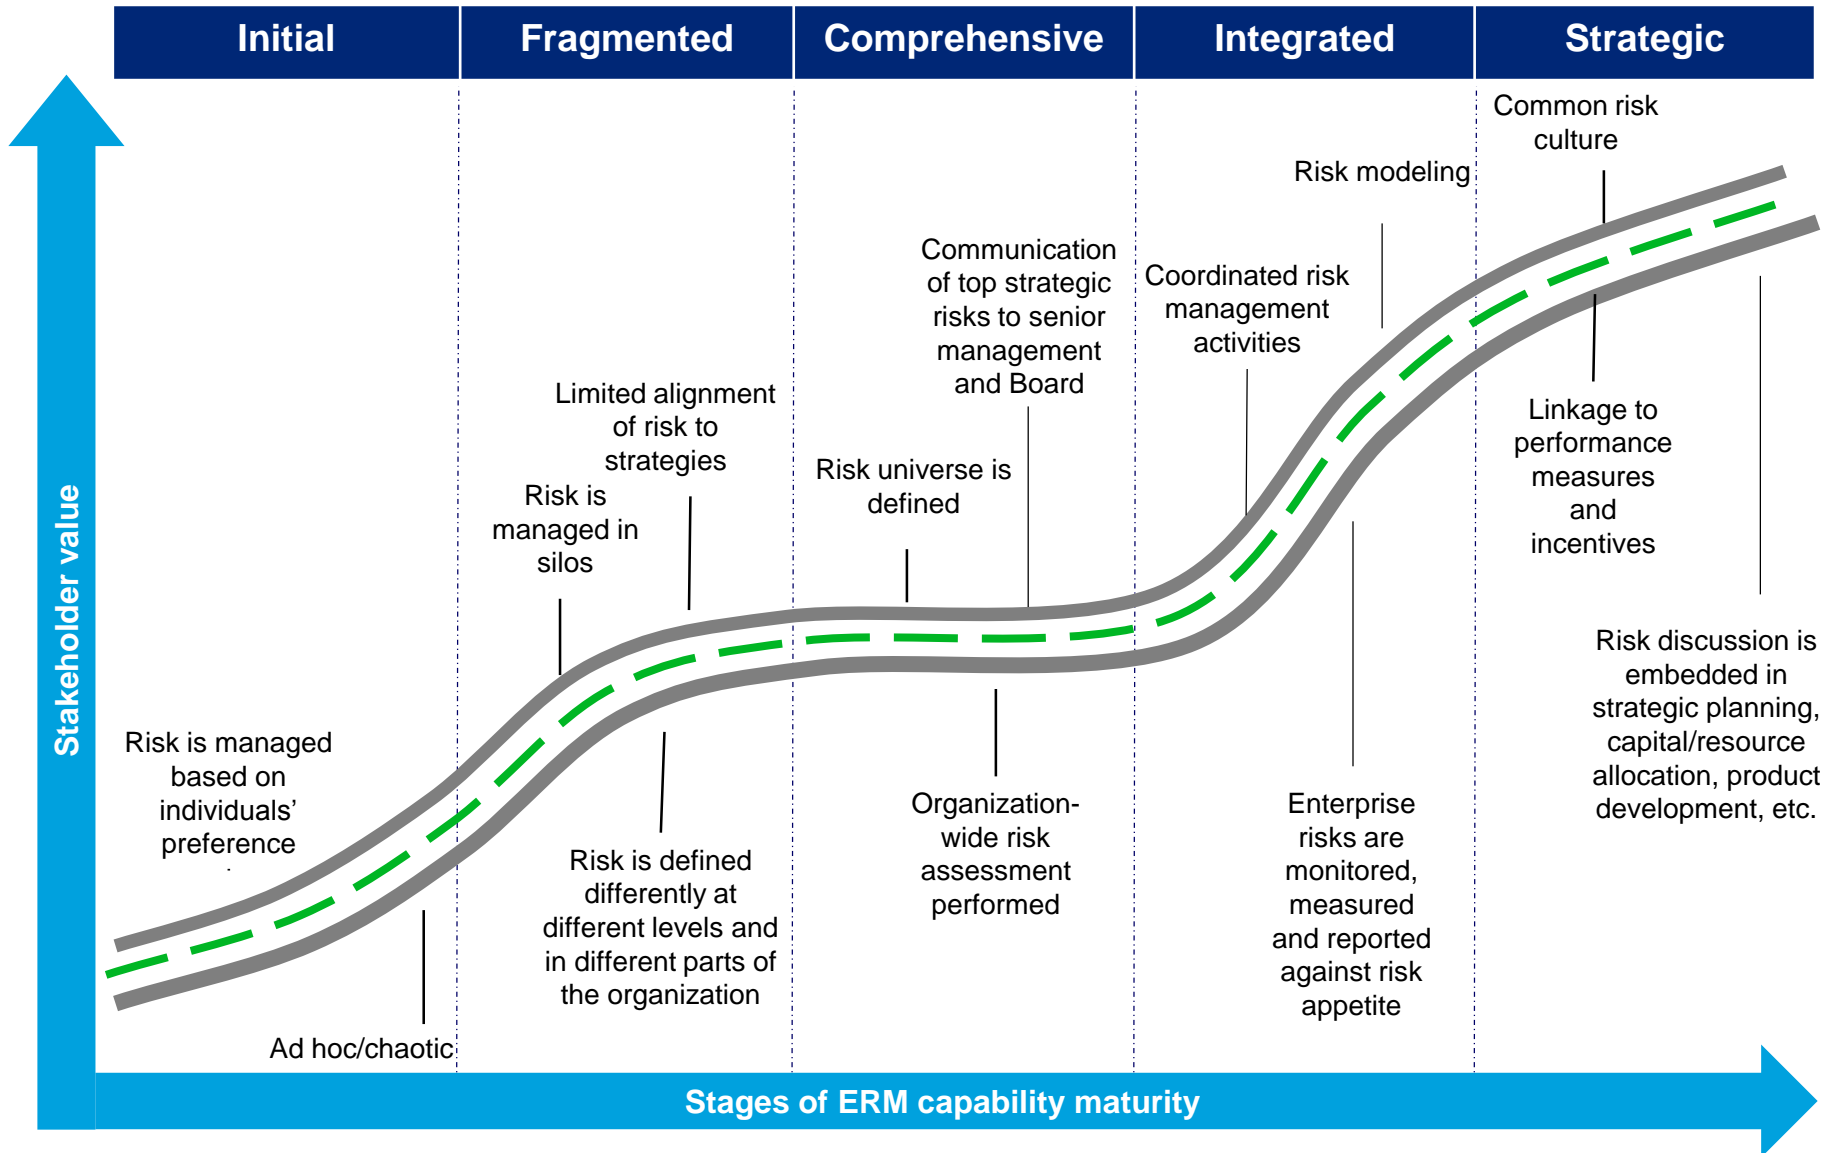 Initial
Fragmented
Comprehensive
Integrated
Strategic
Stakeholder value
Risk is managed
based on
individuals’
preference
Ad hoc/chaotic
Risk is
managed in
silos
Limited alignment
of risk to
strategies
Risk is defined
differently at
different levels and
in different parts of
the organization
Risk universe is
defined
Communication
of top strategic
risks to senior
management
and Board
Organization-
wide risk
assessment
performed
Coordinated risk
management
activities
Risk modeling
Enterprise
risks are
monitored,
measured
and reported
against risk
appetite
Common risk
culture
Linkage to
performance
measures
and
incentives
Risk discussion is
embedded in
strategic planning,
capital/resource
allocation, product
development, etc.
Stages of ERM capability maturity